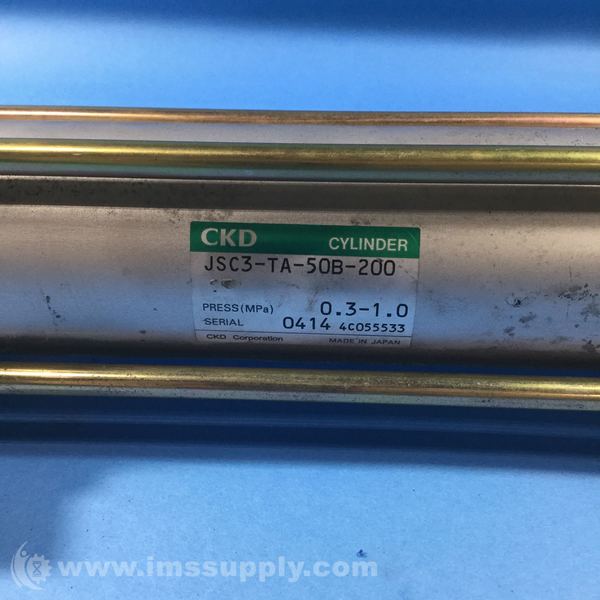 CKD CYLINDER
JSC3-TA-50B-200
PRESS(MPa) 0.3-1.0
SERIAL 0414 4C055533
CKD Corporation MADE IN JAPAN
IMS
www.imssupply.com